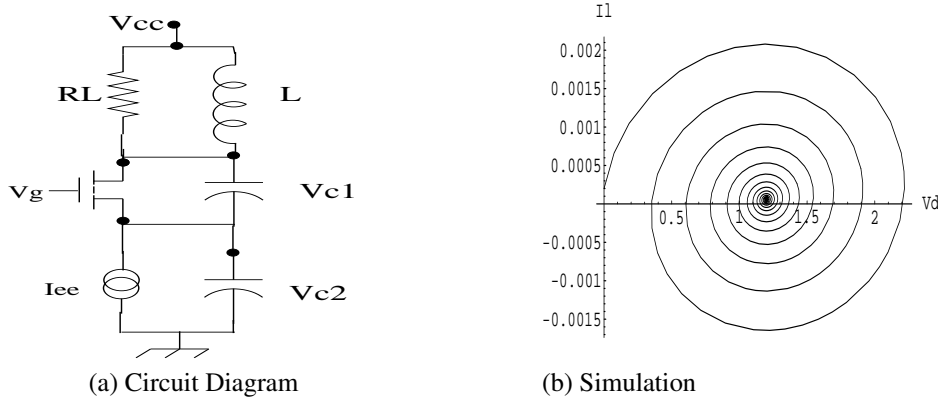 Vcc
RL
L
Vg
Vc1
Iee
Vc2
(a) Circuit Diagram
Il
0.002
0.0015
0.001
0.0005
0.5
1
1.5
2
Vd
-0.0005
-0.001
-0.0015
(b) Simulation